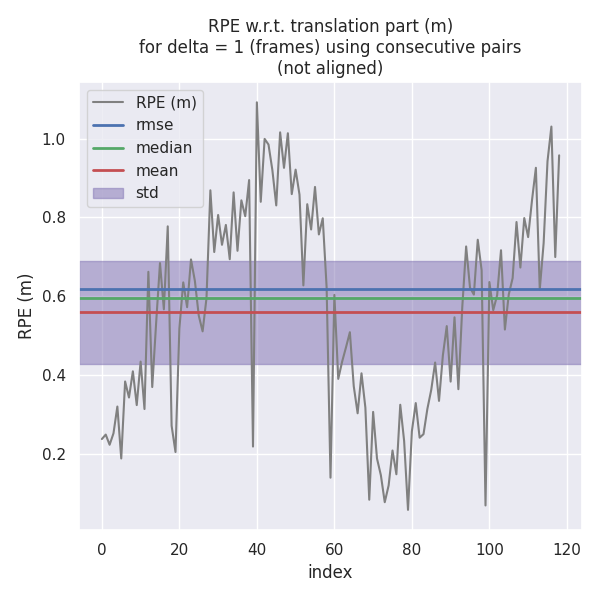 RPE w.r.t. translation part (m)
for delta = 1 (frames) using consecutive pairs
(not aligned)
RPE (m)
rmse
median
mean
std
1.0
0.8
0.6
0.4
0.2
RPE (m)
0 20 40 60 80 100 120
index